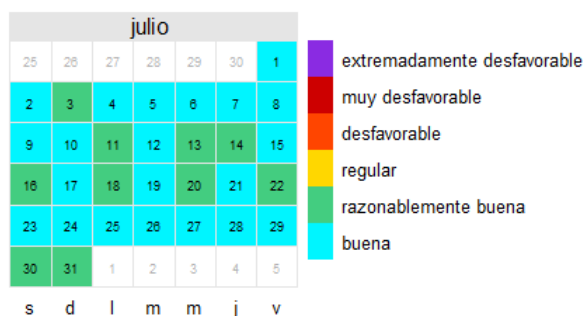 julio
25 26 27 28 29 30 1
2 3 4 5 6 7 8
9 10 11 12 13 14 15
16 17 18 19 20 21 22
23 24 25 26 27 28 29
30 31 1 2 3 4 5
s d l m m j v
extremadamente desfavorable
muy desfavorable
desfavorable
regular
razonablemente buena
buena